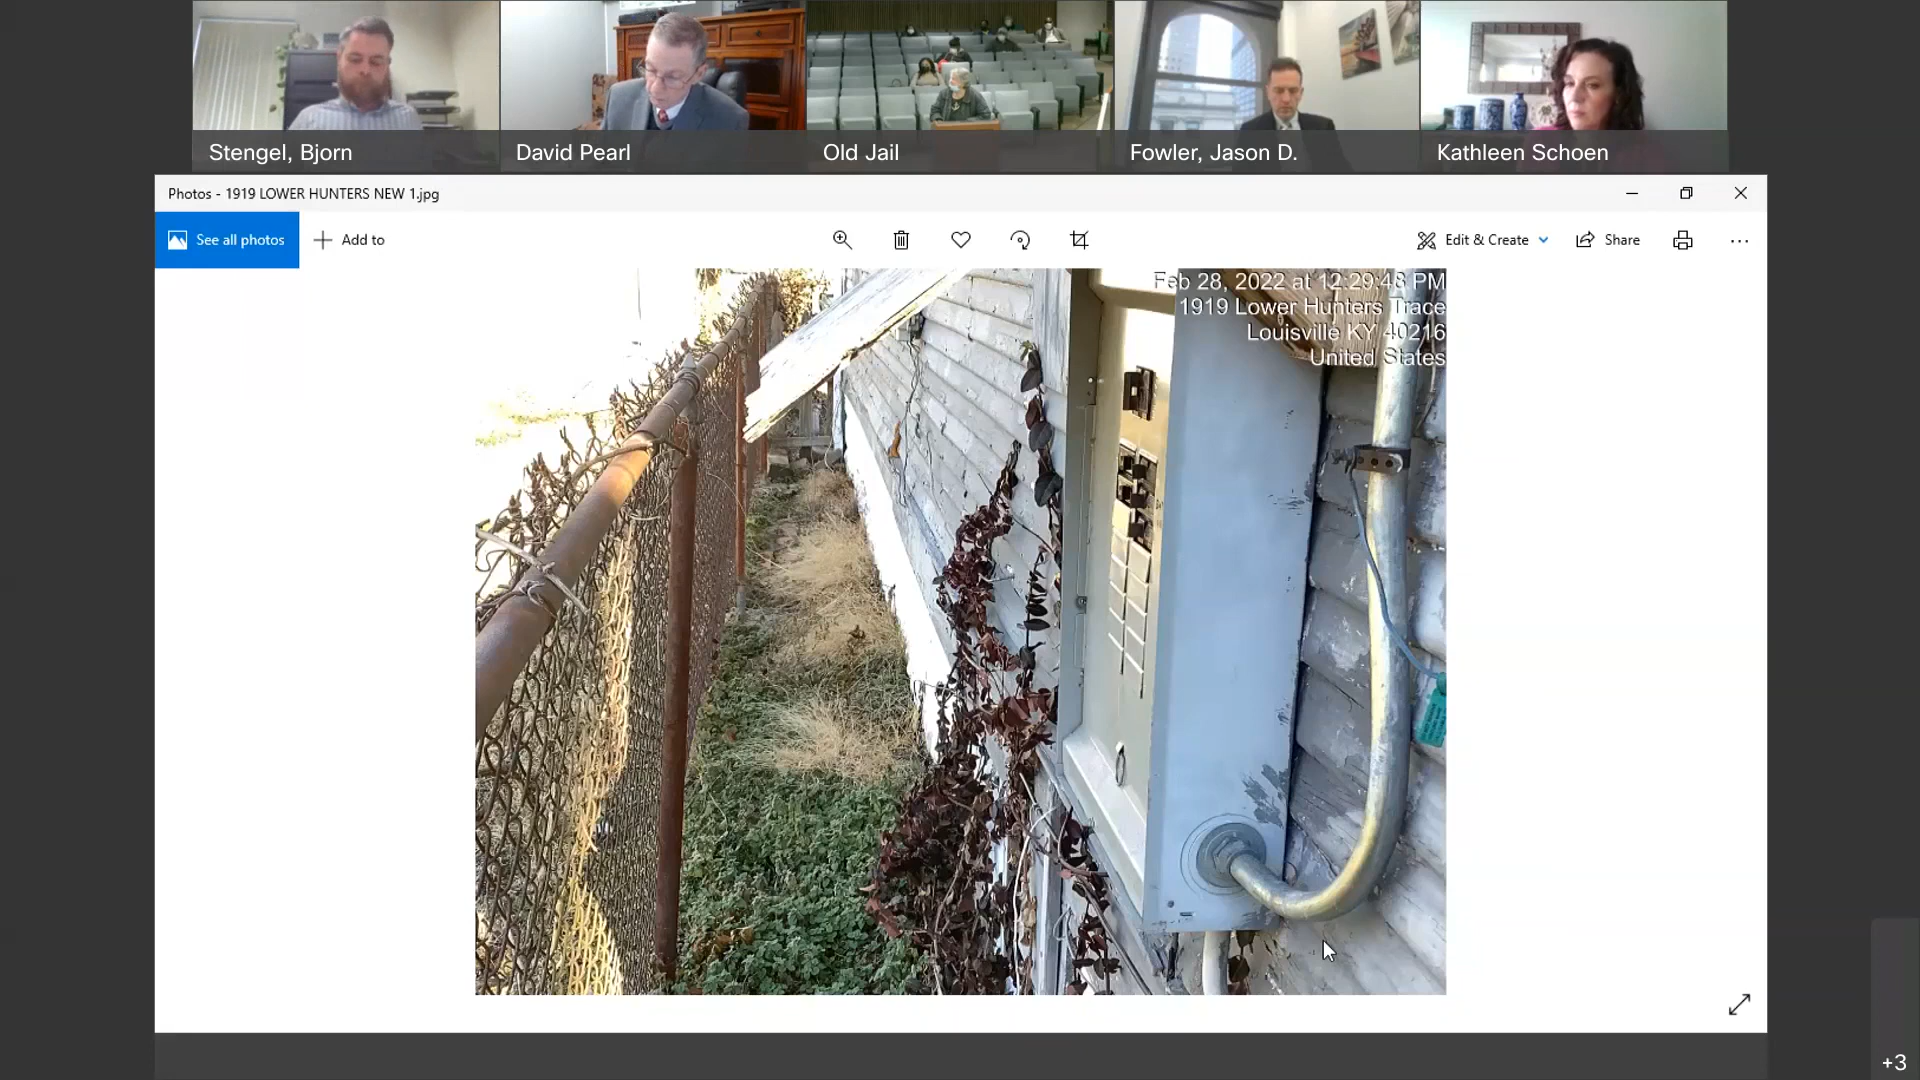 Stengel, Bjorn
David Pearl
Old Jail
Fowler, Jason D.
Kathleen Schoen
Photos - 1919 LOWER HUNTERS NEW 1.jpg
See all photos
Add to
Edit & Create
Share
Feb 28, 2022 at 12:29:48 PM
1919 Lower Hunters Trace
Louisville KY 40216
United States
+3